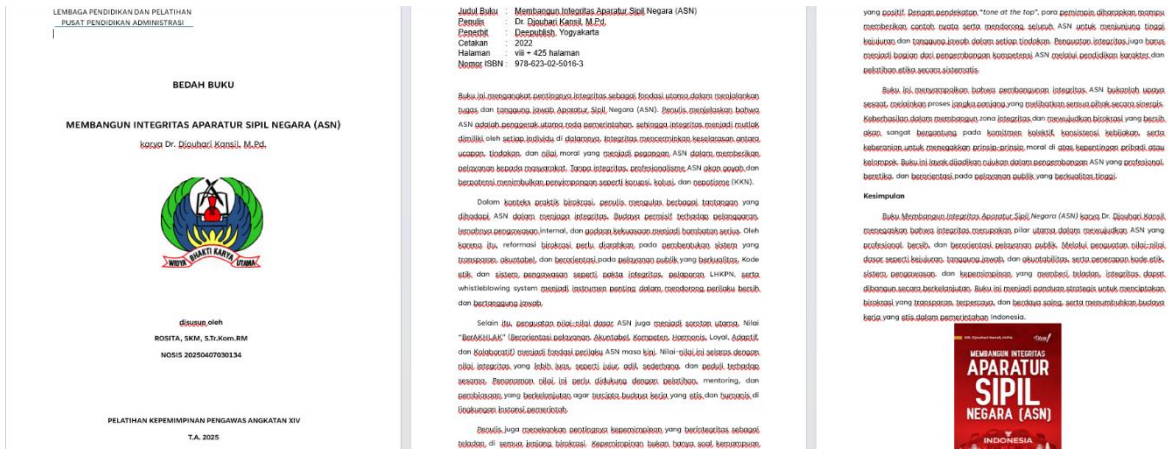 LEMBAGA PENDIDIKAN DAN PELATIHAN
PUSAT PENDIDIKAN ADMINISTRASI
BEDAH BUKU
MEMBANGUN INTEGRITAS APARATUR SIPIL NEGARA (ASN)
karya Dr. Djouhari Kansil, M.Pd.
WIDYA BHAKTI KARYA UTAMA
disusun oleh
ROSITA, SKM, S.Tr.Kom.RM
NOSIS 20250407030134
PELATIHAN KEPEMIMPINAN PENGAWAS ANGKATAN XIV
T.A. 2025
Judul Buku : Membangun Integritas Aparatur Sipil Negara (ASN)
Penulis : Dr. Djouhari Kansil, M.Pd.
Penerbit : Deepublish, Yogyakarta
Cetakan : 2022
Halaman : viii + 425 halaman
Nomor ISBN : 978-623-02-5016-3
Buku ini mengangkat pentingnya integritas sebagai fondasi utama dalam menjalankan
tugas dan tanggung jawab Aparatur Sipil Negara (ASN). Penulis menjelaskan bahwa
ASN adalah penggerak utama roda pemerintahan, sehingga integritas menjadi mutlak
dimiliki oleh setiap individu di dalamnya. Integritas mencerminkan keselarasan antara
ucapan, tindakan, dan nilai moral yang menjadi pegangan ASN dalam memberikan
pelayanan kepada masyarakat. Tanpa integritas, profesionalisme ASN akan goyah dan
berpotensi menimbulkan penyimpangan seperti korupsi, kolusi, dan nepotisme (KKN).
Dalam konteks praktik birokrasi, penulis mengulas berbagai tantangan yang
dihadapi ASN dalam menjaga integritas. Budaya permisif terhadap pelanggaran,
lemahnya pengawasan internal, dan godaan kekuasaan menjadi hambatan serius. Oleh
karena itu, reformasi birokrasi perlu diarahkan pada pembentukan sistem yang
transparan, akuntabel, dan berorientasi pada pelayanan publik yang berkualitas. Kode
etik dan sistem pengawasan seperti pakta integritas, pelaporan LHKPN, serta
whistleblowing system menjadi instrumen penting dalam mendorong perilaku bersih
dan bertanggung jawab.
Selain itu, penguatan nilai-nilai dasar ASN juga menjadi sorotan utama. Nilai
"BerAKHLAK" (Berorientasi pelayanan, Akuntabel, Kompeten, Harmonis, Loyal, Adaptif,
dan Kolaboratif) menjadi fondasi perilaku ASN masa kini. Nilai-nilai ini selaras dengan
nilai integritas yang lebih luas, seperti jujur, adil, sederhana, dan peduli terhadap
sesama. Penanaman nilai ini perlu didukung dengan pelatihan, mentoring, dan
pembiasaan yang berkelanjutan agar tercipta budaya kerja yang etis dan humanis di
lingkungan instansi pemerintah.
Penulis juga menekankan pentingnya kepemimpinan yang berintegritas sebagai
teladan di semua jenjang birokrasi. Kepemimpinan bukan hanya soal kemampuan
yang positif. Dengan pendekatan "tone at the top", para pemimpin diharapkan mampu
memberikan contoh nyata serta mendorong seluruh ASN untuk menjunjung tinggi
kejujuran dan tanggung jawab dalam setiap tindakan. Penguatan integritas juga harus
menjadi bagian dari pengembangan kompetensi ASN melalui pendidikan karakter dan
pelatihan etika secara sistematis.
Buku ini menyampaikan bahwa pembangunan integritas ASN bukanlah upaya
sesaat, melainkan proses jangka panjang yang melibatkan semua pihak secara sinergis.
Keberhasilan dalam membangun zona integritas dan mewujudkan birokrasi yang bersih
akan sangat bergantung pada komitmen kolektif, konsistensi kebijakan, serta
keberanian untuk menegakkan prinsip-prinsip moral di atas kepentingan pribadi atau
kelompok. Buku ini layak dijadikan rujukan dalam pengembangan ASN yang profesional,
beretika, dan berorientasi pada pelayanan publik yang berkualitas tinggi.
Kesimpulan
Buku Membangun Integritas Aparatur Sipil Negara (ASN) karya Dr. Djouhari Kansil,
menegaskan bahwa integritas merupakan pilar utama dalam mewujudkan ASN yang
profesional, bersih, dan berorientasi pelayanan publik. Melalui penguatan nilai-nilai
dasar seperti kejujuran, tanggung jawab, dan akuntabilitas, serta penerapan kode etik,
sistem pengawasan, dan kepemimpinan yang memberi teladan, integritas dapat
dibangun secara berkelanjutan. Buku ini menjadi panduan strategis untuk menciptakan
birokrasi yang transparan, terpercaya, dan berdaya saing, serta menumbuhkan budaya
kerja yang etis dalam pemerintahan Indonesia.
DR. Djouhari Kansil, M.Pd.
MEMBANGUN INTEGRITAS
APARATUR
SIPIL
NEGARA (ASN)
INDONESIA